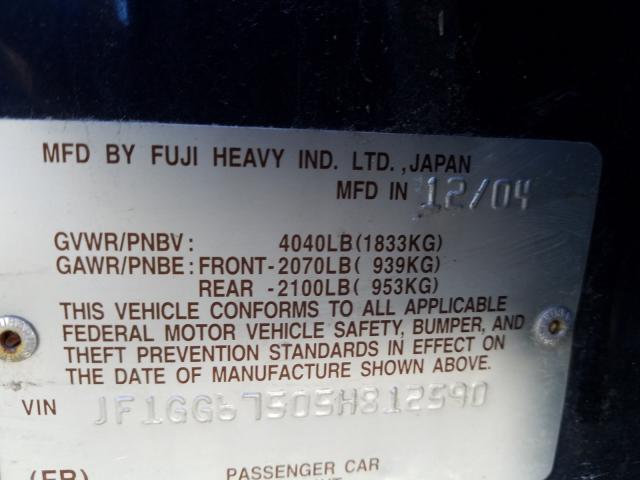 MFD BY FUJI HEAVY IND. LTD., JAPAN
MFD IN 12/04
GVWR/PNBV: 4040LB(1833KG)
GAWR/PNBE: FRONT-2070LB( 939KG)
REAR -2100LB( 953KG)
THIS VEHICLE CONFORMS TO ALL APPLICABLE
FEDERAL MOTOR VEHICLE SAFETY, BUMPER, AND
THEFT PREVENTION STANDARDS IN EFFECT ON
THE DATE OF MANUFACTURE SHOWN ABOVE.
VIN JF1GG67505H812590
(FR) PASSENGER CAR